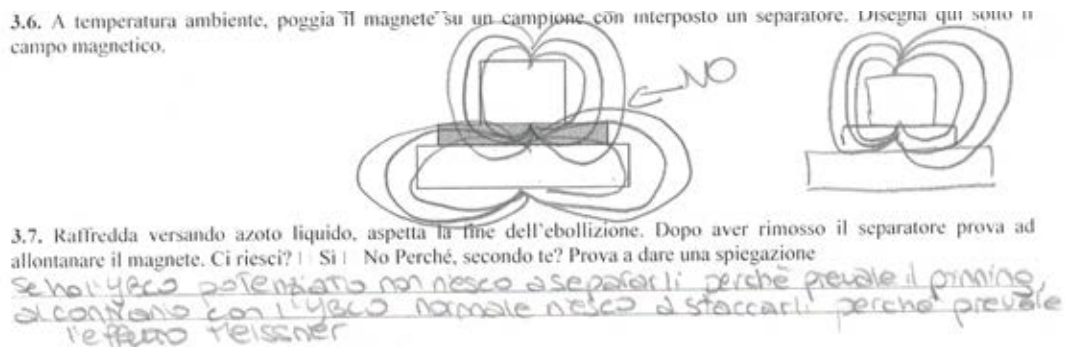 3.6. A temperatura ambiente, poggia il magnete su un campione con interposto un separatore. Disegna qui sotto il
campo magnetico.
NO
3.7. Raffredda versando azoto liquido, aspetta la fine dell'ebollizione. Dopo aver rimosso il separatore prova ad
allontanare il magnete. Ci riesci? | | Sì | No Perché, secondo te? Prova a dare una spiegazione
se ho l'YBCO potenziato non riesco a separarli perché prevale il pinning,
al contrario con l'YBCO normale riesco a staccarli perché prevale
l'effetto Meissner